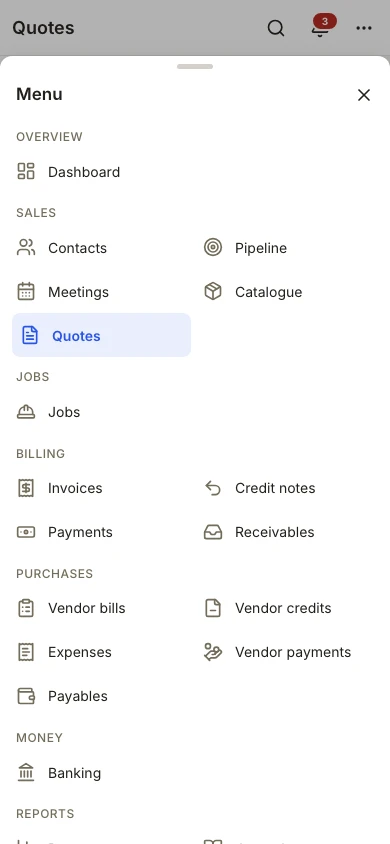 Quotes
3
Menu
OVERVIEW
Dashboard
SALES
Contacts
Pipeline
Meetings
Catalogue
Quotes
JOBS
Jobs
BILLING
Invoices
Credit notes
Payments
Receivables
PURCHASES
Vendor bills
Vendor credits
Expenses
Vendor payments
Payables
MONEY
Banking
REPORTS